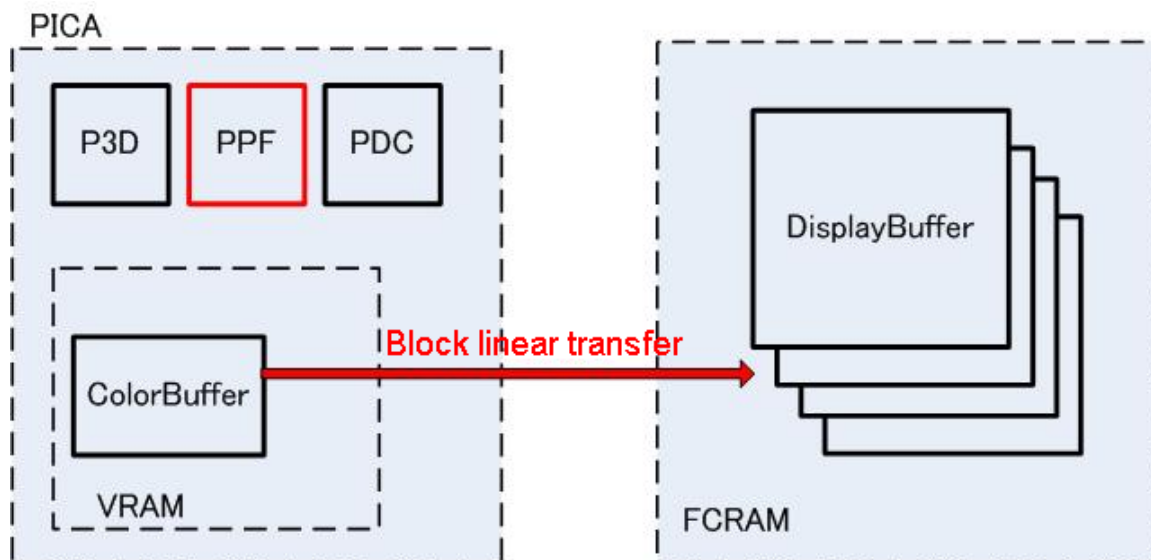 PICA
P3D
PPF
PDC
DisplayBuffer
Block linear transfer
ColorBuffer
VRAM
FCRAM